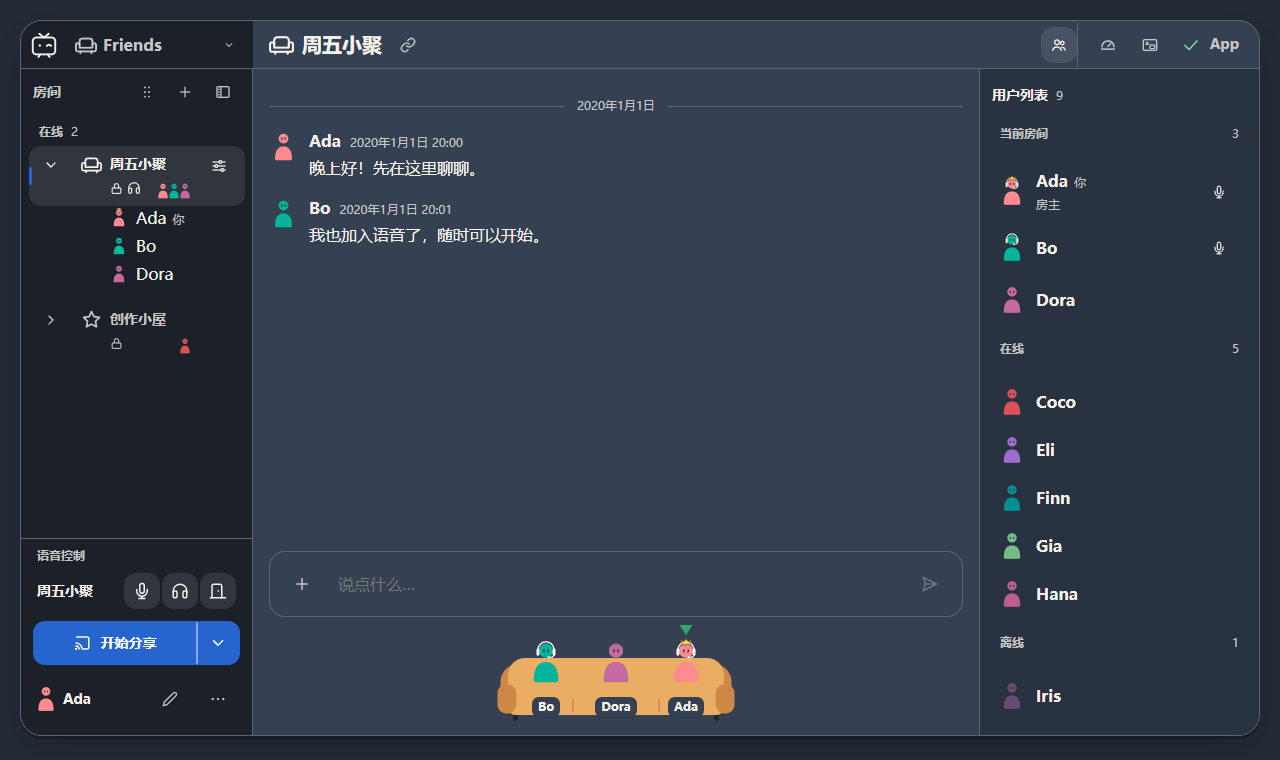 Friends
周五小聚
App
房间
在线 2
周五小聚
Ada 你
Bo
Dora
创作小屋
语音控制
周五小聚
开始分享
Ada
2020年1月1日
Ada 2020年1月1日 20:00
晚上好！先在这里聊聊。
Bo 2020年1月1日 20:01
我也加入语音了，随时可以开始。
说点什么...
Bo
Dora
Ada
用户列表 9
当前房间 3
Ada 你
房主
Bo
Dora
在线 5
Coco
Eli
Finn
Gia
Hana
离线 1
Iris